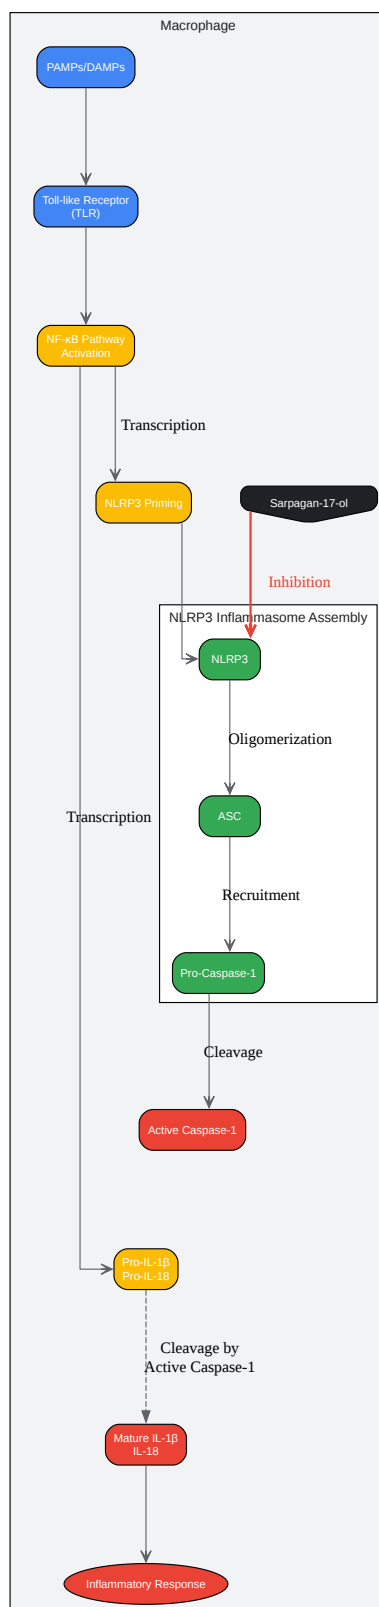 Macrophage
PAMPs/DAMPs
Toll-like Receptor
(TLR)
NF-κB Pathway
Activation
Transcription
NLRP3 Priming
Sarpagan-17-ol
Inhibition
NLRP3 Inflammasome Assembly
NLRP3
Oligomerization
ASC
Transcription
Recruitment
Pro-Caspase-1
Cleavage
Active Caspase-1
Pro-IL-1β
Pro-IL-18
Cleavage by
Active Caspase-1
Mature IL-1β
IL-18
Inflammatory Response